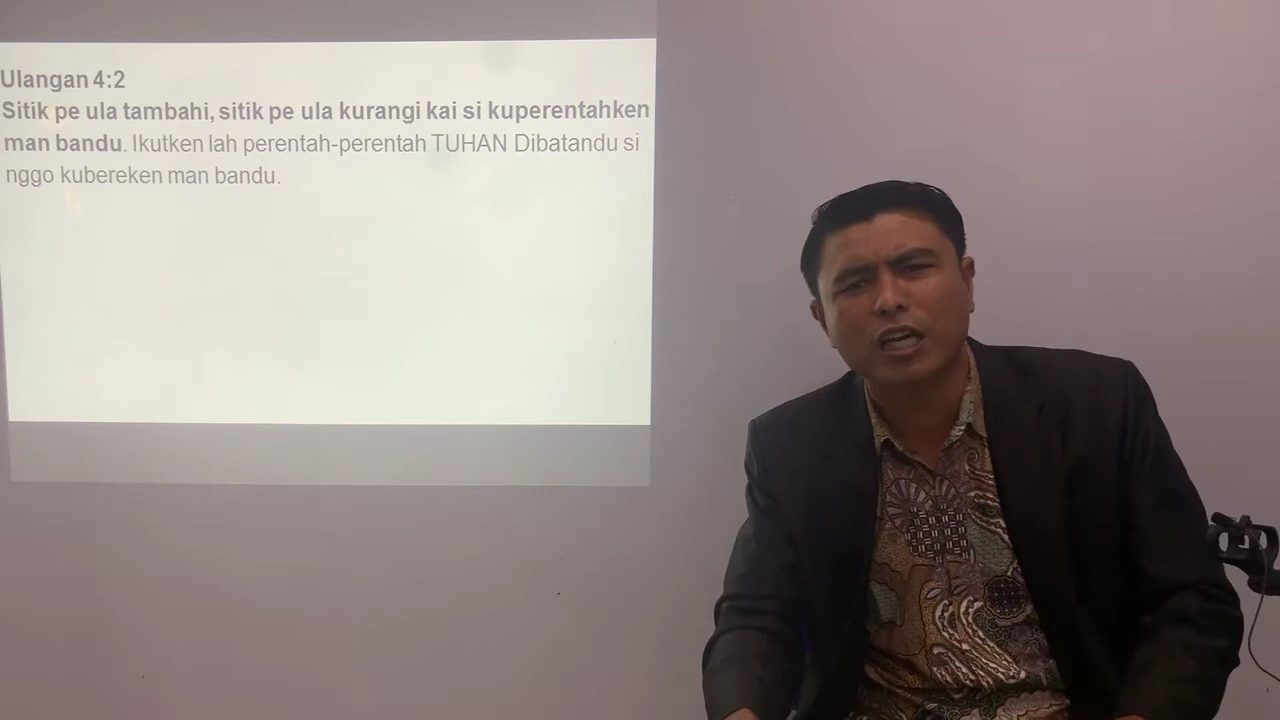 Ulangan 4:2
Sitik pe ula tambahi, sitik pe ula kurangi kai si kuperentahken
man bandu. Ikutken lah perentah-perentah TUHAN Dibatandu si
nggo kubereken man bandu.